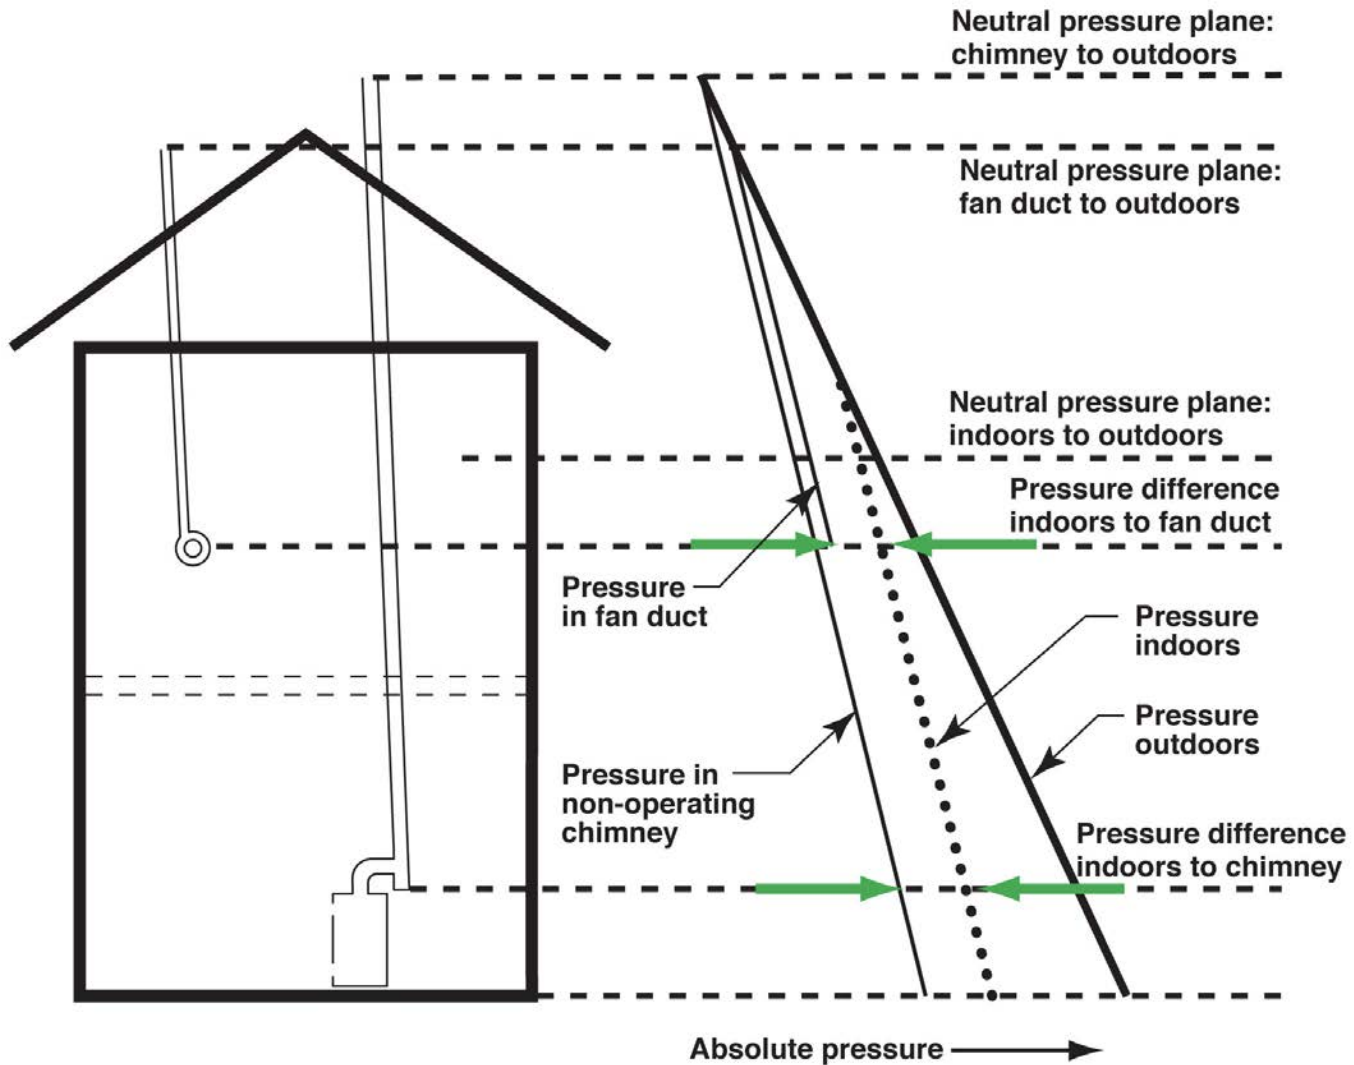 Neutral pressure plane:
chimney to outdoors
Neutral pressure plane:
fan duct to outdoors
Neutral pressure plane:
indoors to outdoors
Pressure difference
indoors to fan duct
Pressure
in fan duct
Pressure
indoors
Pressure
outdoors
Pressure in
non-operating
chimney
Pressure difference
indoors to chimney
Absolute pressure